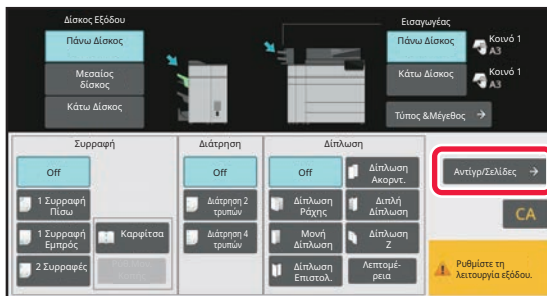 Δίσκος Εξόδου
Πάνω Δίσκος
Μεσαίος
δίσκος
Κάτω Δίσκος
Εισαγωγέας
Πάνω Δίσκος
Κοινό 1
A3
Κάτω Δίσκος
Κοινό 1
A3
Τύπος &Μέγεθος
Συρραφή
Off
1 Συρραφή
Πίσω
1 Συρραφή
Εμπρός
2 Συρραφές
Καρφίτσα
Διάτρηση
Off
Διάτρηση 2
τρυπών
Διάτρηση 4
τρυπών
Δίπλωση
Off
Δίπλωση
Ράχης
Μονή
Δίπλωση
Δίπλωση
Επιστολ.
Δίπλωση
Ακορντ.
Διπλή
Δίπλωση
Δίπλωση
Z
Λεπτομέ-
ρεια
Αντίγρ/Σελίδες
CA
Ρυθμίστε τη
λειτουργία εξόδου.